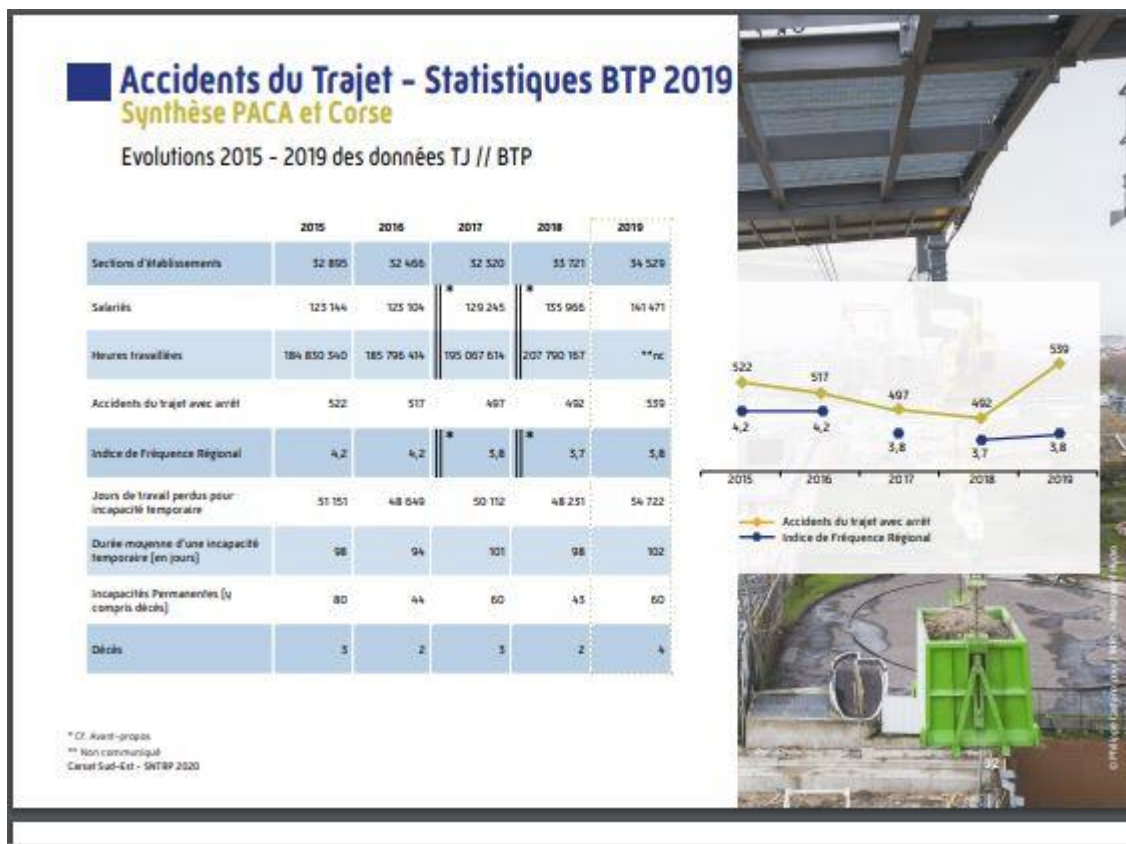 Accidents du Trajet - Statistiques BTP 2019
Synthèse PACA et Corse
Evolutions 2015 - 2019 des données TJ // BTP
2015 2016 2017 2018 2019
Sections d'établissements 32 895 32 466 32 320 33 721 34 529
Salariés 123 144 123 104 * 129 245 * 135 966 141 471
Heures travaillées 184 830 340 185 796 414 195 067 614 207 790 167 **nc
Accidents du trajet avec arrêt 522 517 497 492 539
Indice de Fréquence Régional 4,2 4,2 * 3,8 * 3,7 3,8
Jours de travail perdus pour
incapacité temporaire 51 151 48 649 50 112 48 231 54 722
Durée moyenne d'une incapacité
temporaire (en jours) 98 94 101 98 102
Incapacités Permanentes (y
compris décès) 80 44 60 43 60
Décès 3 2 3 2 4
* Cf. Avant-propos
** Non communiqué
Carsat Sud-Est - SNTRP 2020
522 517 497 492 539
4,2 4,2 3,8 3,7 3,8
2015 2016 2017 2018 2019
Accidents du trajet avec arrêt
Indice de Fréquence Régional
32